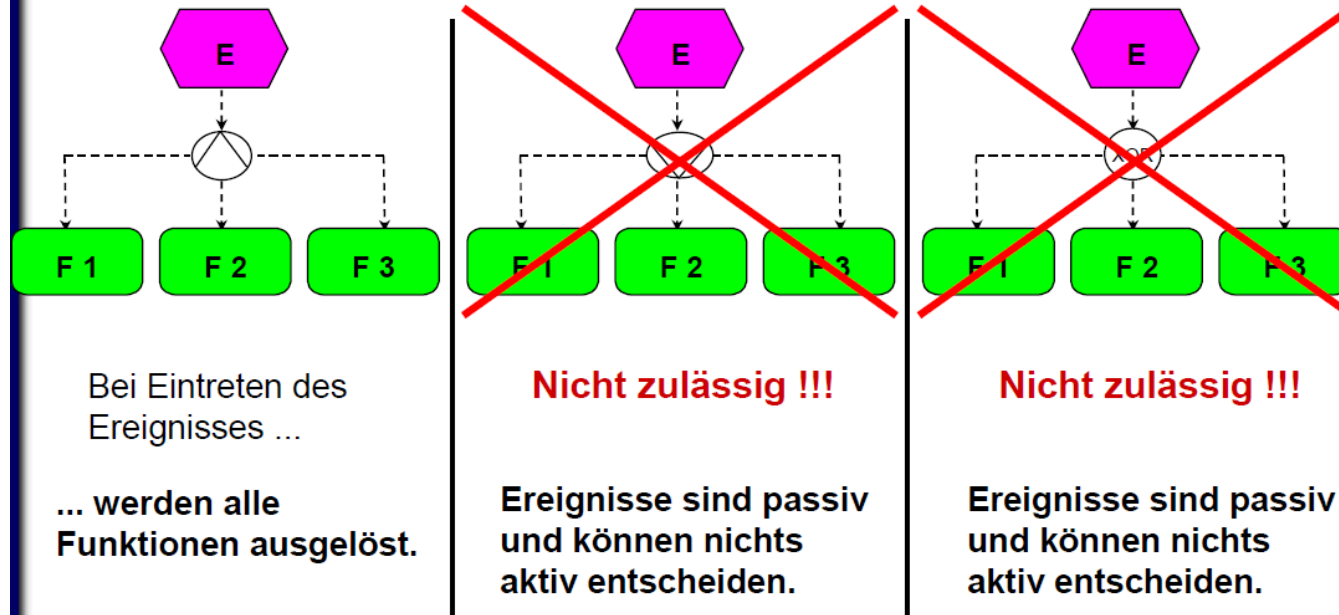 E
F 1
F 2
F 3
Bei Eintreten des
Ereignisses ...
... werden alle
Funktionen ausgelöst.
E
F 1
F 2
F 3
Nicht zulässig !!!
Ereignisse sind passiv
und können nichts
aktiv entscheiden.
E
XOR
F 1
F 2
F 3
Nicht zulässig !!!
Ereignisse sind passiv
und können nichts
aktiv entscheiden.